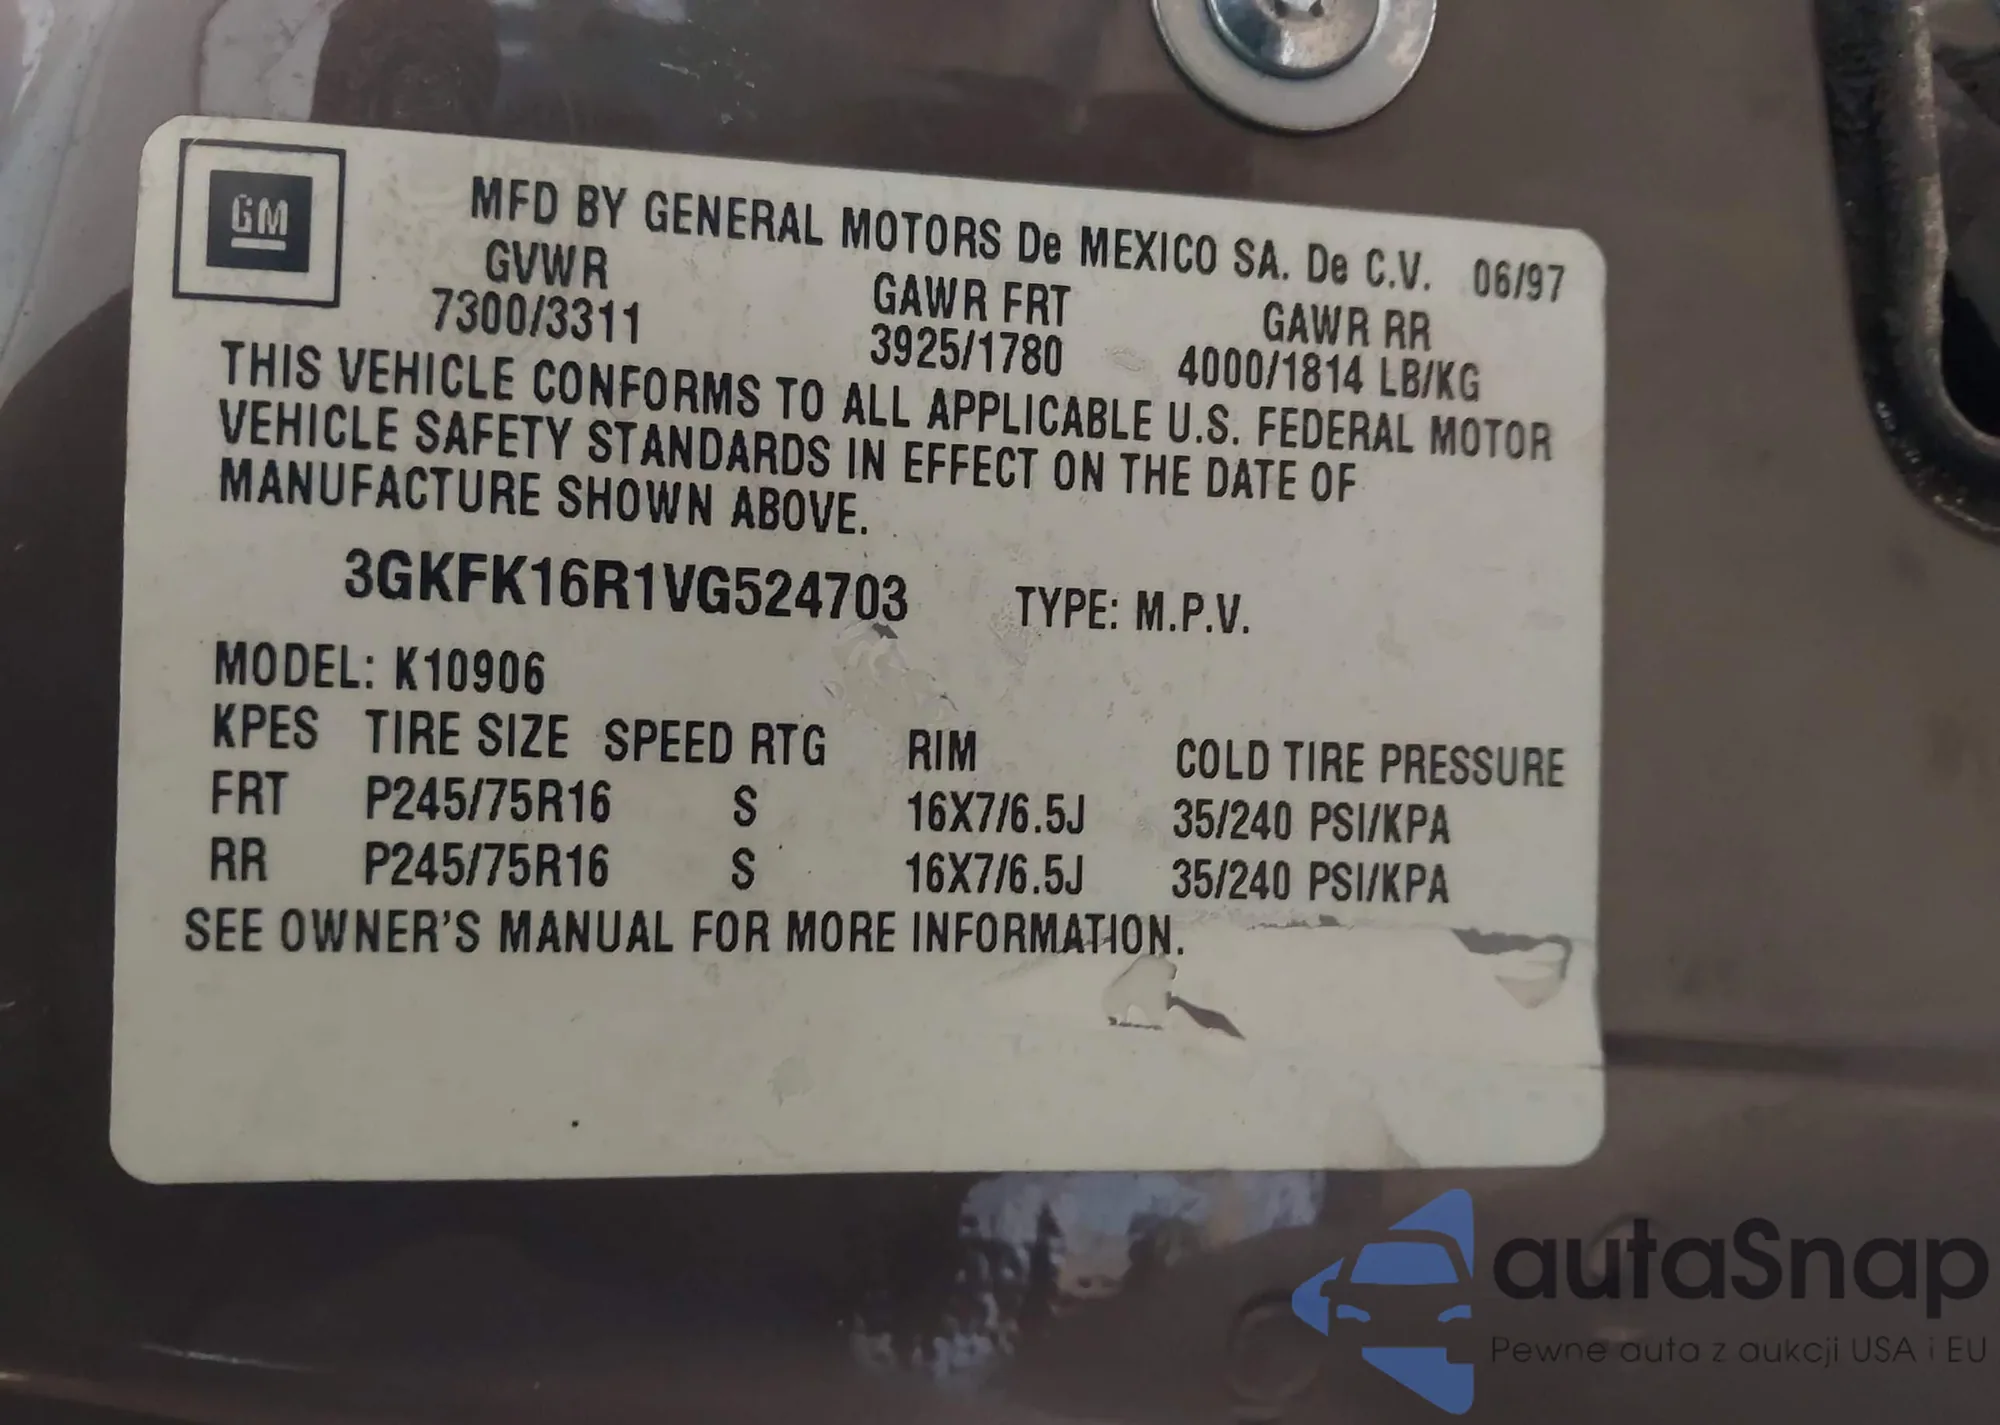 GM
MFD BY GENERAL MOTORS De MEXICO SA. De C.V. 06/97
GVWR GAWR FRT GAWR RR
7300/3311 3925/1780 4000/1814 LB/KG
THIS VEHICLE CONFORMS TO ALL APPLICABLE U.S. FEDERAL MOTOR
VEHICLE SAFETY STANDARDS IN EFFECT ON THE DATE OF
MANUFACTURE SHOWN ABOVE.
3GKFK16R1VG524703 TYPE: M.P.V.
MODEL: K10906
KPES TIRE SIZE SPEED RTG RIM COLD TIRE PRESSURE
FRT P245/75R16 S 16X7/6.5J 35/240 PSI/KPA
RR P245/75R16 S 16X7/6.5J 35/240 PSI/KPA
SEE OWNER'S MANUAL FOR MORE INFORMATION.
autaSnap
Pewne auta z aukcji USA i EU